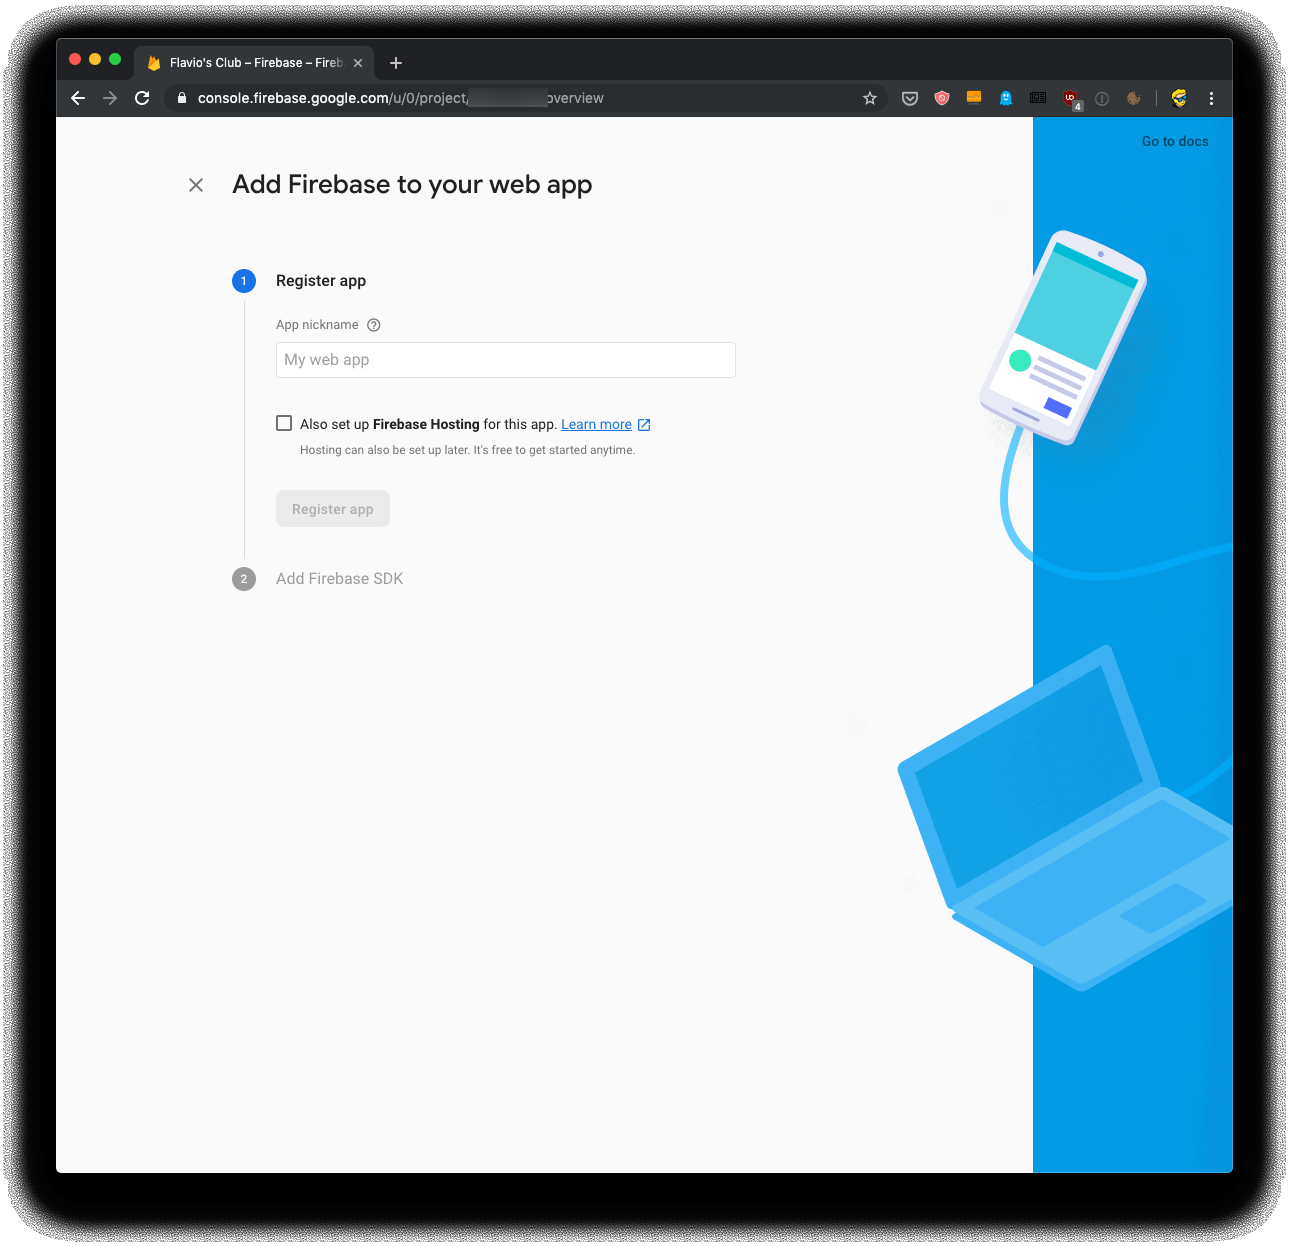 Flavio's Club – Firebase – Fireb
console.firebase.google.com/u/0/project/ overview
4
Go to docs
Add Firebase to your web app
1 Register app
App nickname
My web app
Also set up Firebase Hosting for this app. Learn more
Hosting can also be set up later. It's free to get started anytime.
Register app
2 Add Firebase SDK